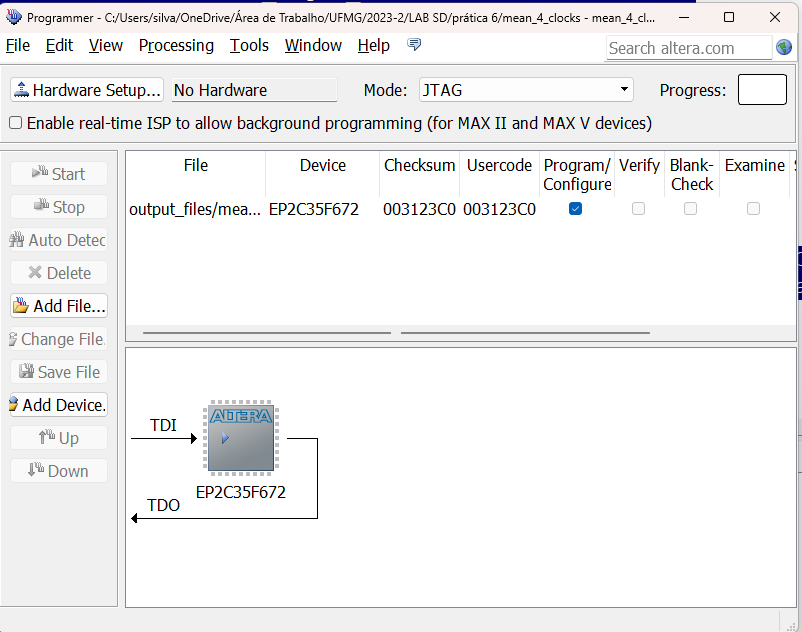 Programmer - C:/Users/silva/OneDrive/Área de Trabalho/UFMG/2023-2/LAB SD/prática 6/mean_4_clocks - mean_4_cl...
File Edit View Processing Tools Window Help
Search altera.com
Hardware Setup... No Hardware Mode: JTAG Progress:
Enable real-time ISP to allow background programming (for MAX II and MAX V devices)
Start
Stop
Auto Detec
Delete
Add File...
Change File.
Save File
Add Device.
Up
Down
File Device Checksum Usercode Program/ Verify Blank- Examine
Configure Check
output_files/mea... EP2C35F672 003123C0 003123C0
TDI
ALTERA
EP2C35F672
TDO